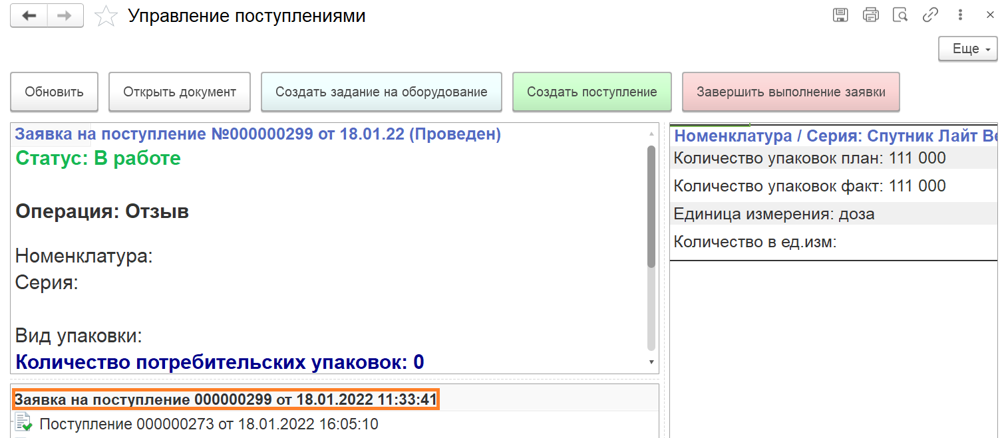 Управление поступлениями
Еще
Обновить
Открыть документ
Создать задание на оборудование
Создать поступление
Завершить выполнение заявки
Заявка на поступление №000000299 от 18.01.22 (Проведен)
Статус: В работе
Операция: Отзыв
Номенклатура:
Серия:
Вид упаковки:
Количество потребительских упаковок: 0
Заявка на поступление 000000299 от 18.01.2022 11:33:41
Поступление 000000273 от 18.01.2022 16:05:10
Номенклатура / Серия: Спутник Лайт
Количество упаковок план: 111 000
Количество упаковок факт: 111 000
Единица измерения: доза
Количество в ед.изм: